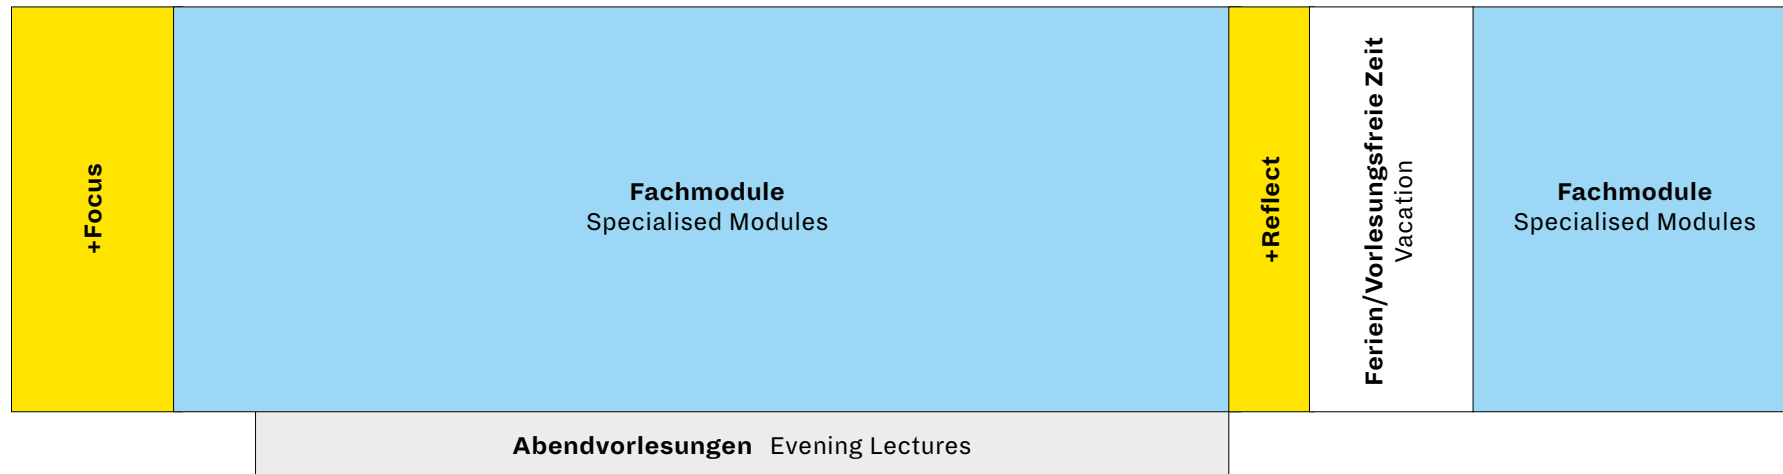 +Focus
Fachmodule
Specialised Modules
+Reflect
Ferien/Vorlesungsfreie Zeit
Vacation
Fachmodule
Specialised Modules
Abendvorlesungen Evening Lectures